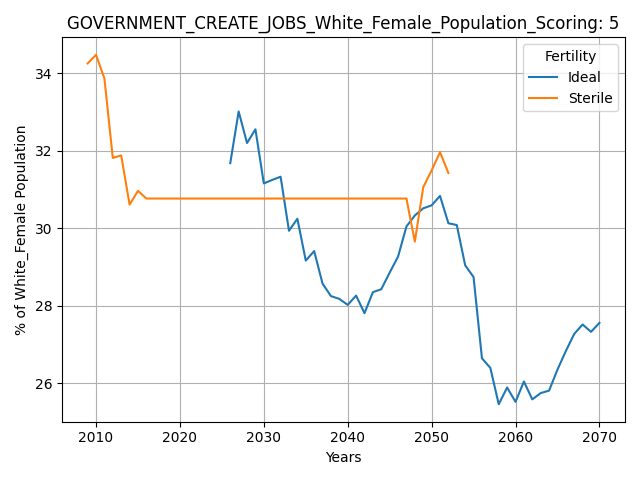 GOVERNMENT_CREATE_JOBS_White_Female_Population_Scoring: 5
Fertility
Ideal
Sterile
% of White_Female Population
34
32
30
28
26
2010 2020 2030 2040 2050 2060 2070
Years